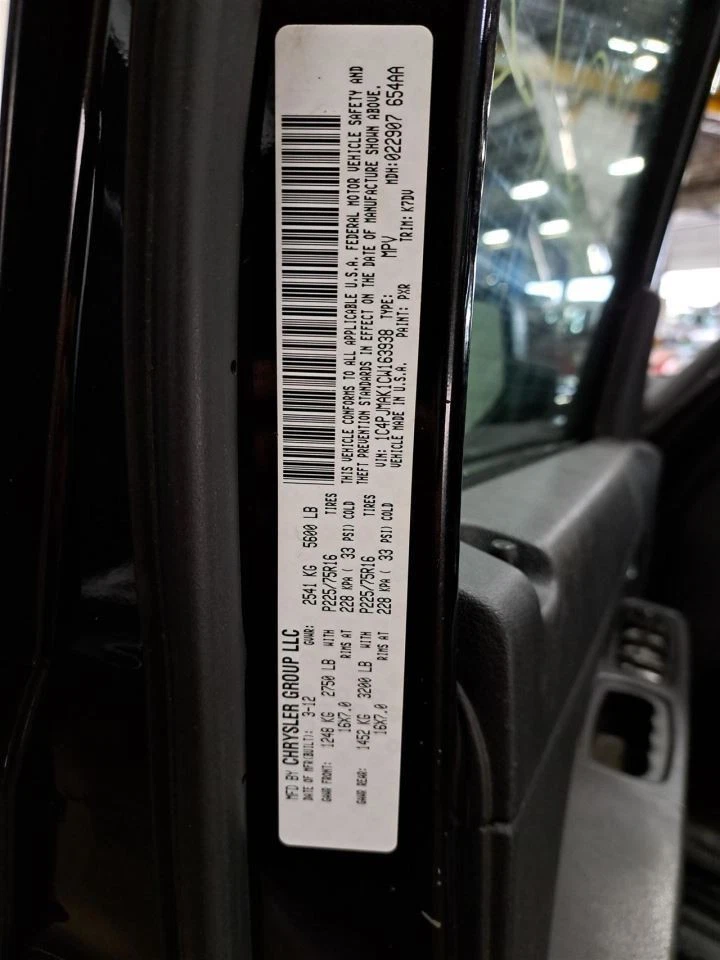 MFD BY CHRYSLER GROUP LLC
DATE OF MFR(BUILT): 3-12 GVWR: 2541 KG 5600 LB
GAWR FRONT: 1248 KG 2750 LB WITH P225/75R16 TIRES
16X7.0 RIMS AT 228 KPA ( 33 PSI) COLD
GAWR REAR: 1452 KG 3200 LB WITH P225/75R16 TIRES
16X7.0 RIMS AT 228 KPA ( 33 PSI) COLD
THIS VEHICLE CONFORMS TO ALL APPLICABLE U.S.A. FEDERAL MOTOR VEHICLE SAFETY AND
THEFT PREVENTION STANDARDS IN EFFECT ON THE DATE OF MANUFACTURE SHOWN ABOVE.
VIN: 1C4PJMAK1CW163938 TYPE: MPV MDH:022907 654AA
VEHICLE MADE IN U.S.A. PAINT: PXR TRIM: K7DV